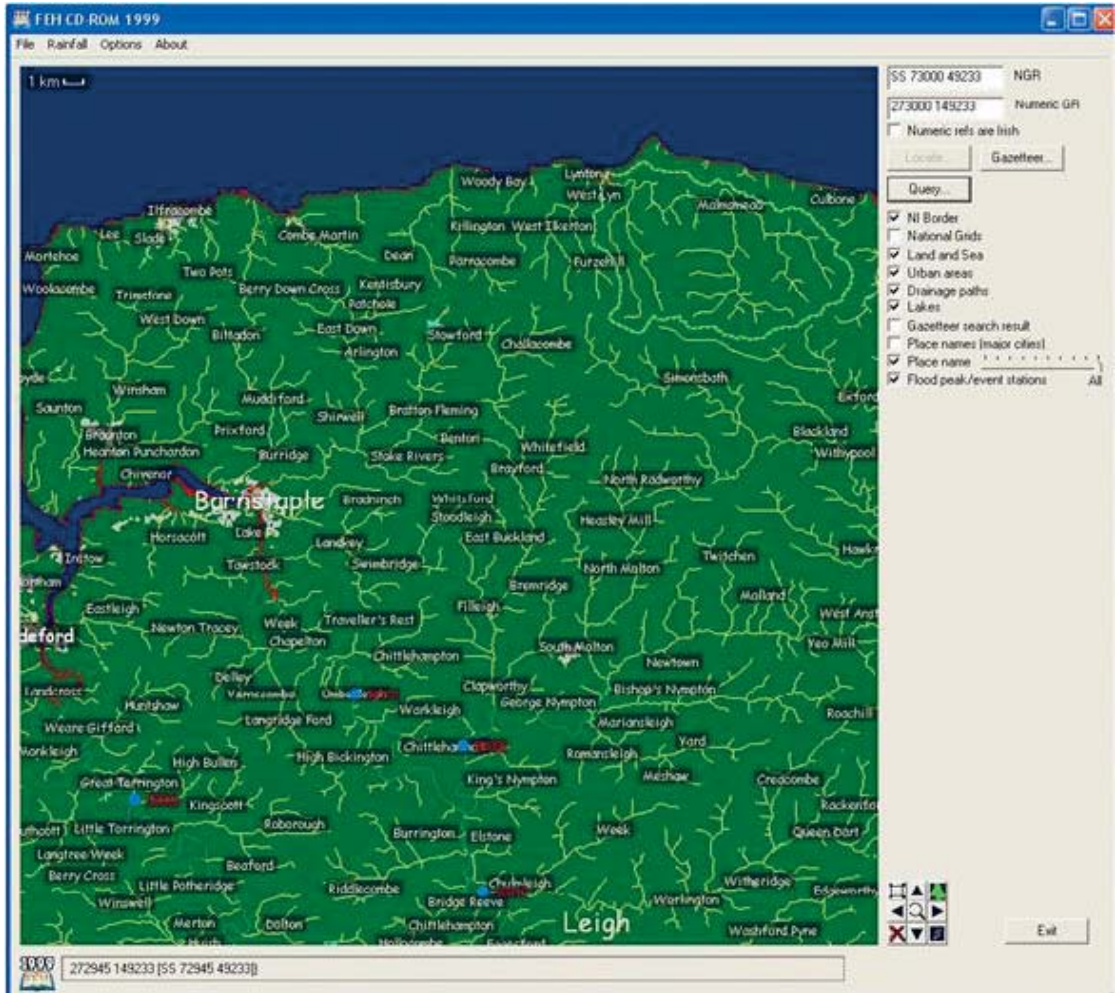 FEH CD-ROM 1999
File Rainfall Options About
1 km
SS 73000 49233 NGR
273000 149233 Numeric GR
Numeric refs are Irish
Locate... Gazetteer...
Query...
NI Border
National Grids
Land and Sea
Urban areas
Drainage paths
Lakes
Gazetteer search result
Place names (major cities)
Place name
Flood peak/event stations All
Woody Bay Lynton
West Lyn Malmsmead Culbone
Ilfracombe
Lee Slade Combe Martin Killington West Ilkerton
Mortehoe Dean Parracombe Furzehill
Two Pots
Woolacombe Trimstone Berry Down Cross Kentisbury
Patchole
West Down Bittadon East Down Stowford
Arlington Challacombe
Winsham Simonsbath
Saunton Muddiford Bratton Fleming
Shirwell
Braunton Prixford Benton Blackland
Heanton Punchardon Burridge Stoke Rivers Whitefield Withypool
Chivenor Brayford North Radworthy
Barnstaple Bradninch
Stoodleigh Heasley Mill
Horsacott Lake Landkey East Buckland
Instow Tawstock Swimbridge North Molton Twitchen
Bremridge Molland
Eastleigh Filleigh
Newton Tracey Week Traveller's Rest
Chapelton South Molton Yeo Mill
Chittlehampton Newtown
Landcross Delley Clapworthy Bishop's Nympton
Huntshaw Yarnscombe George Nympton
Weare Gifford Langridge Ford Warkleigh Mariansleigh Roachill
High Bullen High Bickington Romansleigh Yard
Great Torrington King's Nympton Meshaw Creacombe
Kingscott
Little Torrington Roborough Burrington Elstone Week Queen Dart
Langtree Week Beaford
Berry Cross Little Potheridge Riddlecombe Chulmleigh Witheridge
Winswell Bridge Reeve Worlington
Merton Dolton Chittlehampton Leigh Washford Pyne
Exit
1999
272945 149233 [SS 72945 49233])